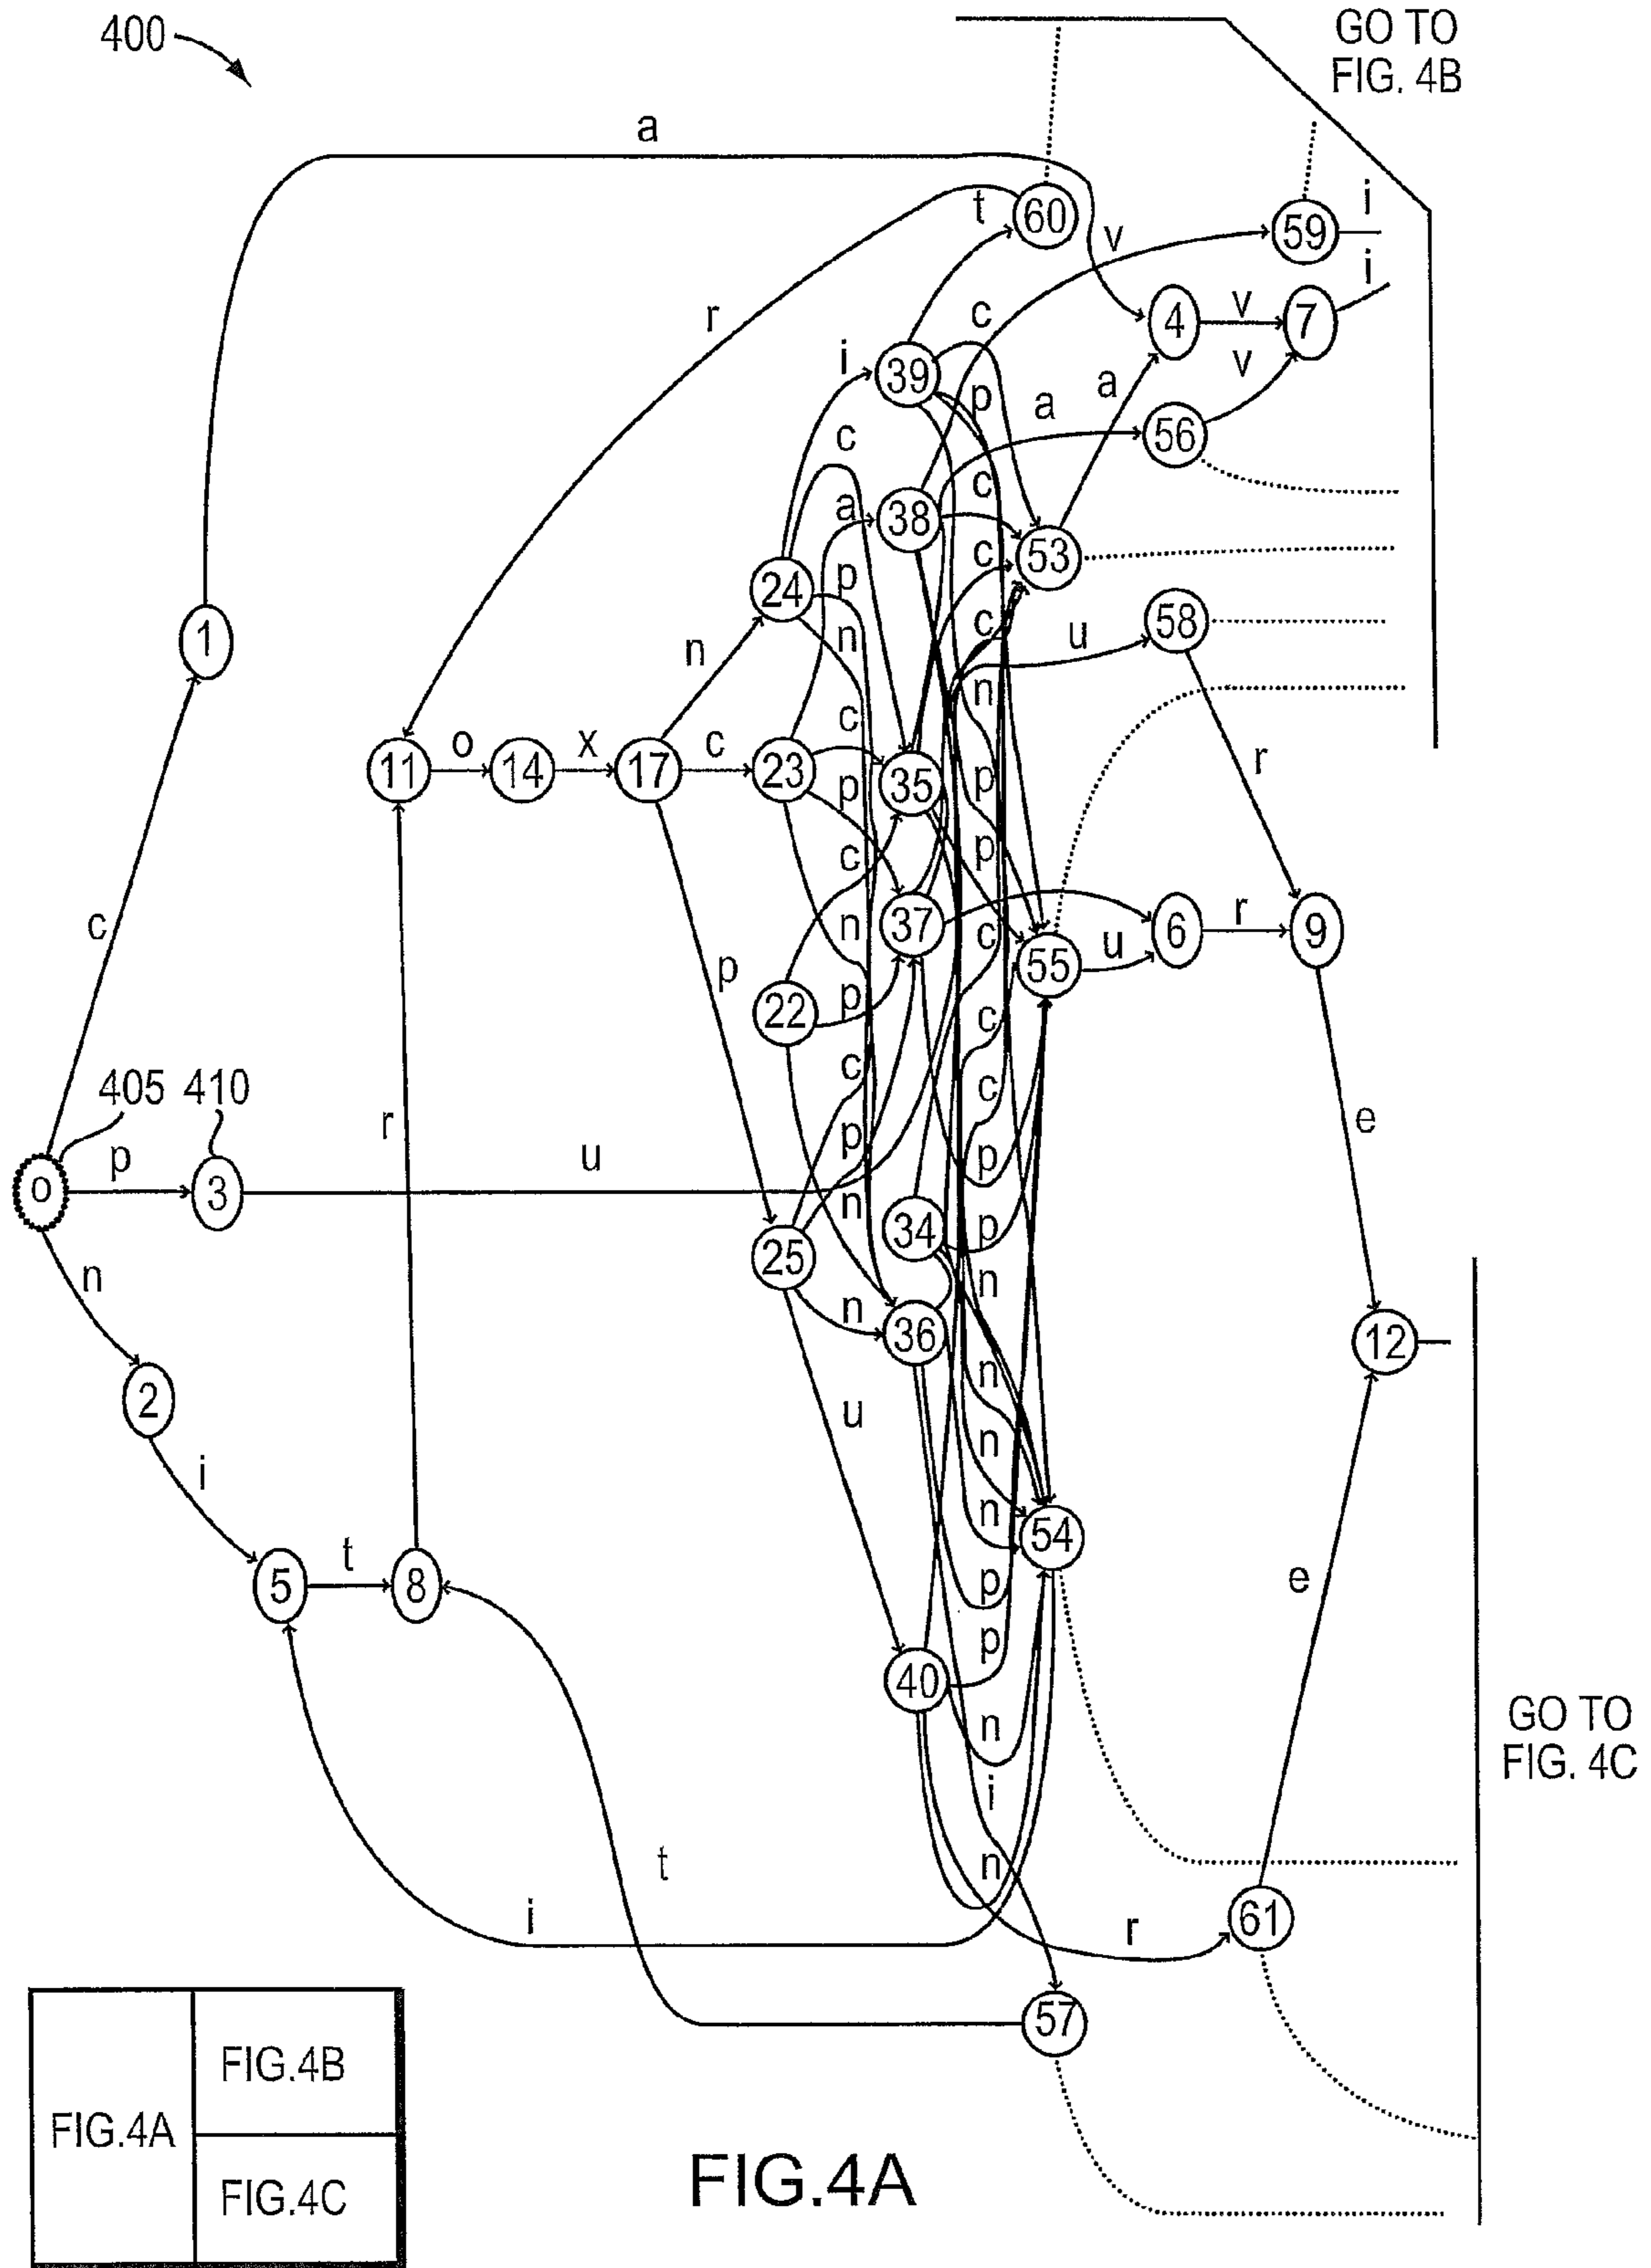 400
GO TO
FIG. 4B
a
t
60
v
59
i
i
r
c
4
v
7
i
39
p
a
a
v
56
c
c
a
38
c
53
24
p
1
n
n
c
u
58
n
c
11
o
14
x
17
c
23
35
p
p
r
c
p
37
n
c
55
u
6
r
9
c
p
22
p
c
405
410
r
c
c
e
p
o
p
3
u
p
n
34
p
25
n
n
n
36
12
n
2
u
n
i
n
t
5
8
n
54
p
e
p
40
n
GO TO
FIG. 4C
i
t
n
i
61
r
57
FIG.4A
FIG.4B
FIG.4C
FIG.4A